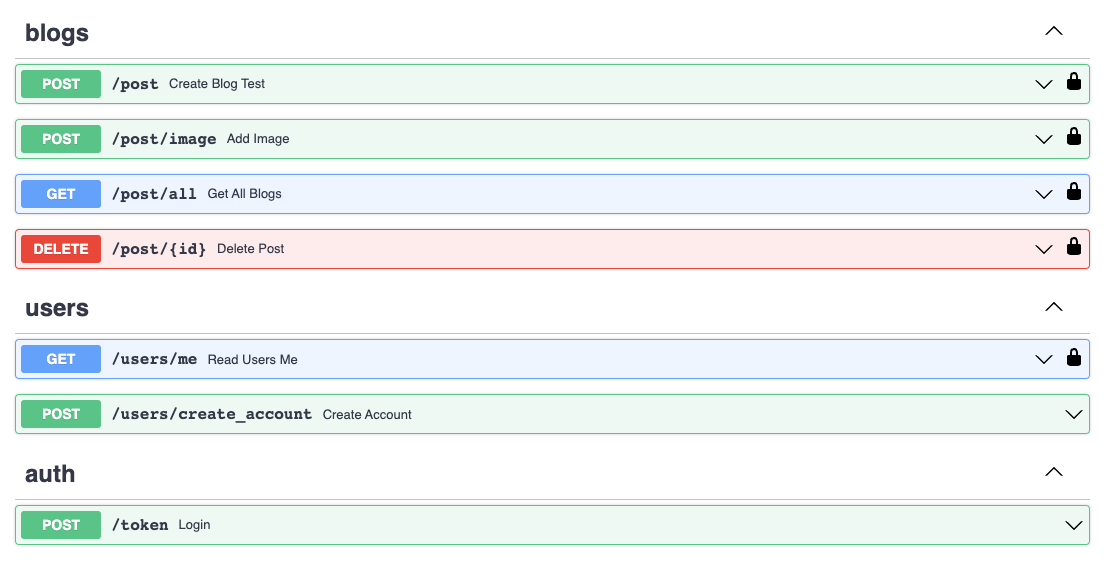 blogs
POST /post Create Blog Test
POST /post/image Add Image
GET /post/all Get All Blogs
DELETE /post/{id} Delete Post
users
GET /users/me Read Users Me
POST /users/create_account Create Account
auth
POST /token Login